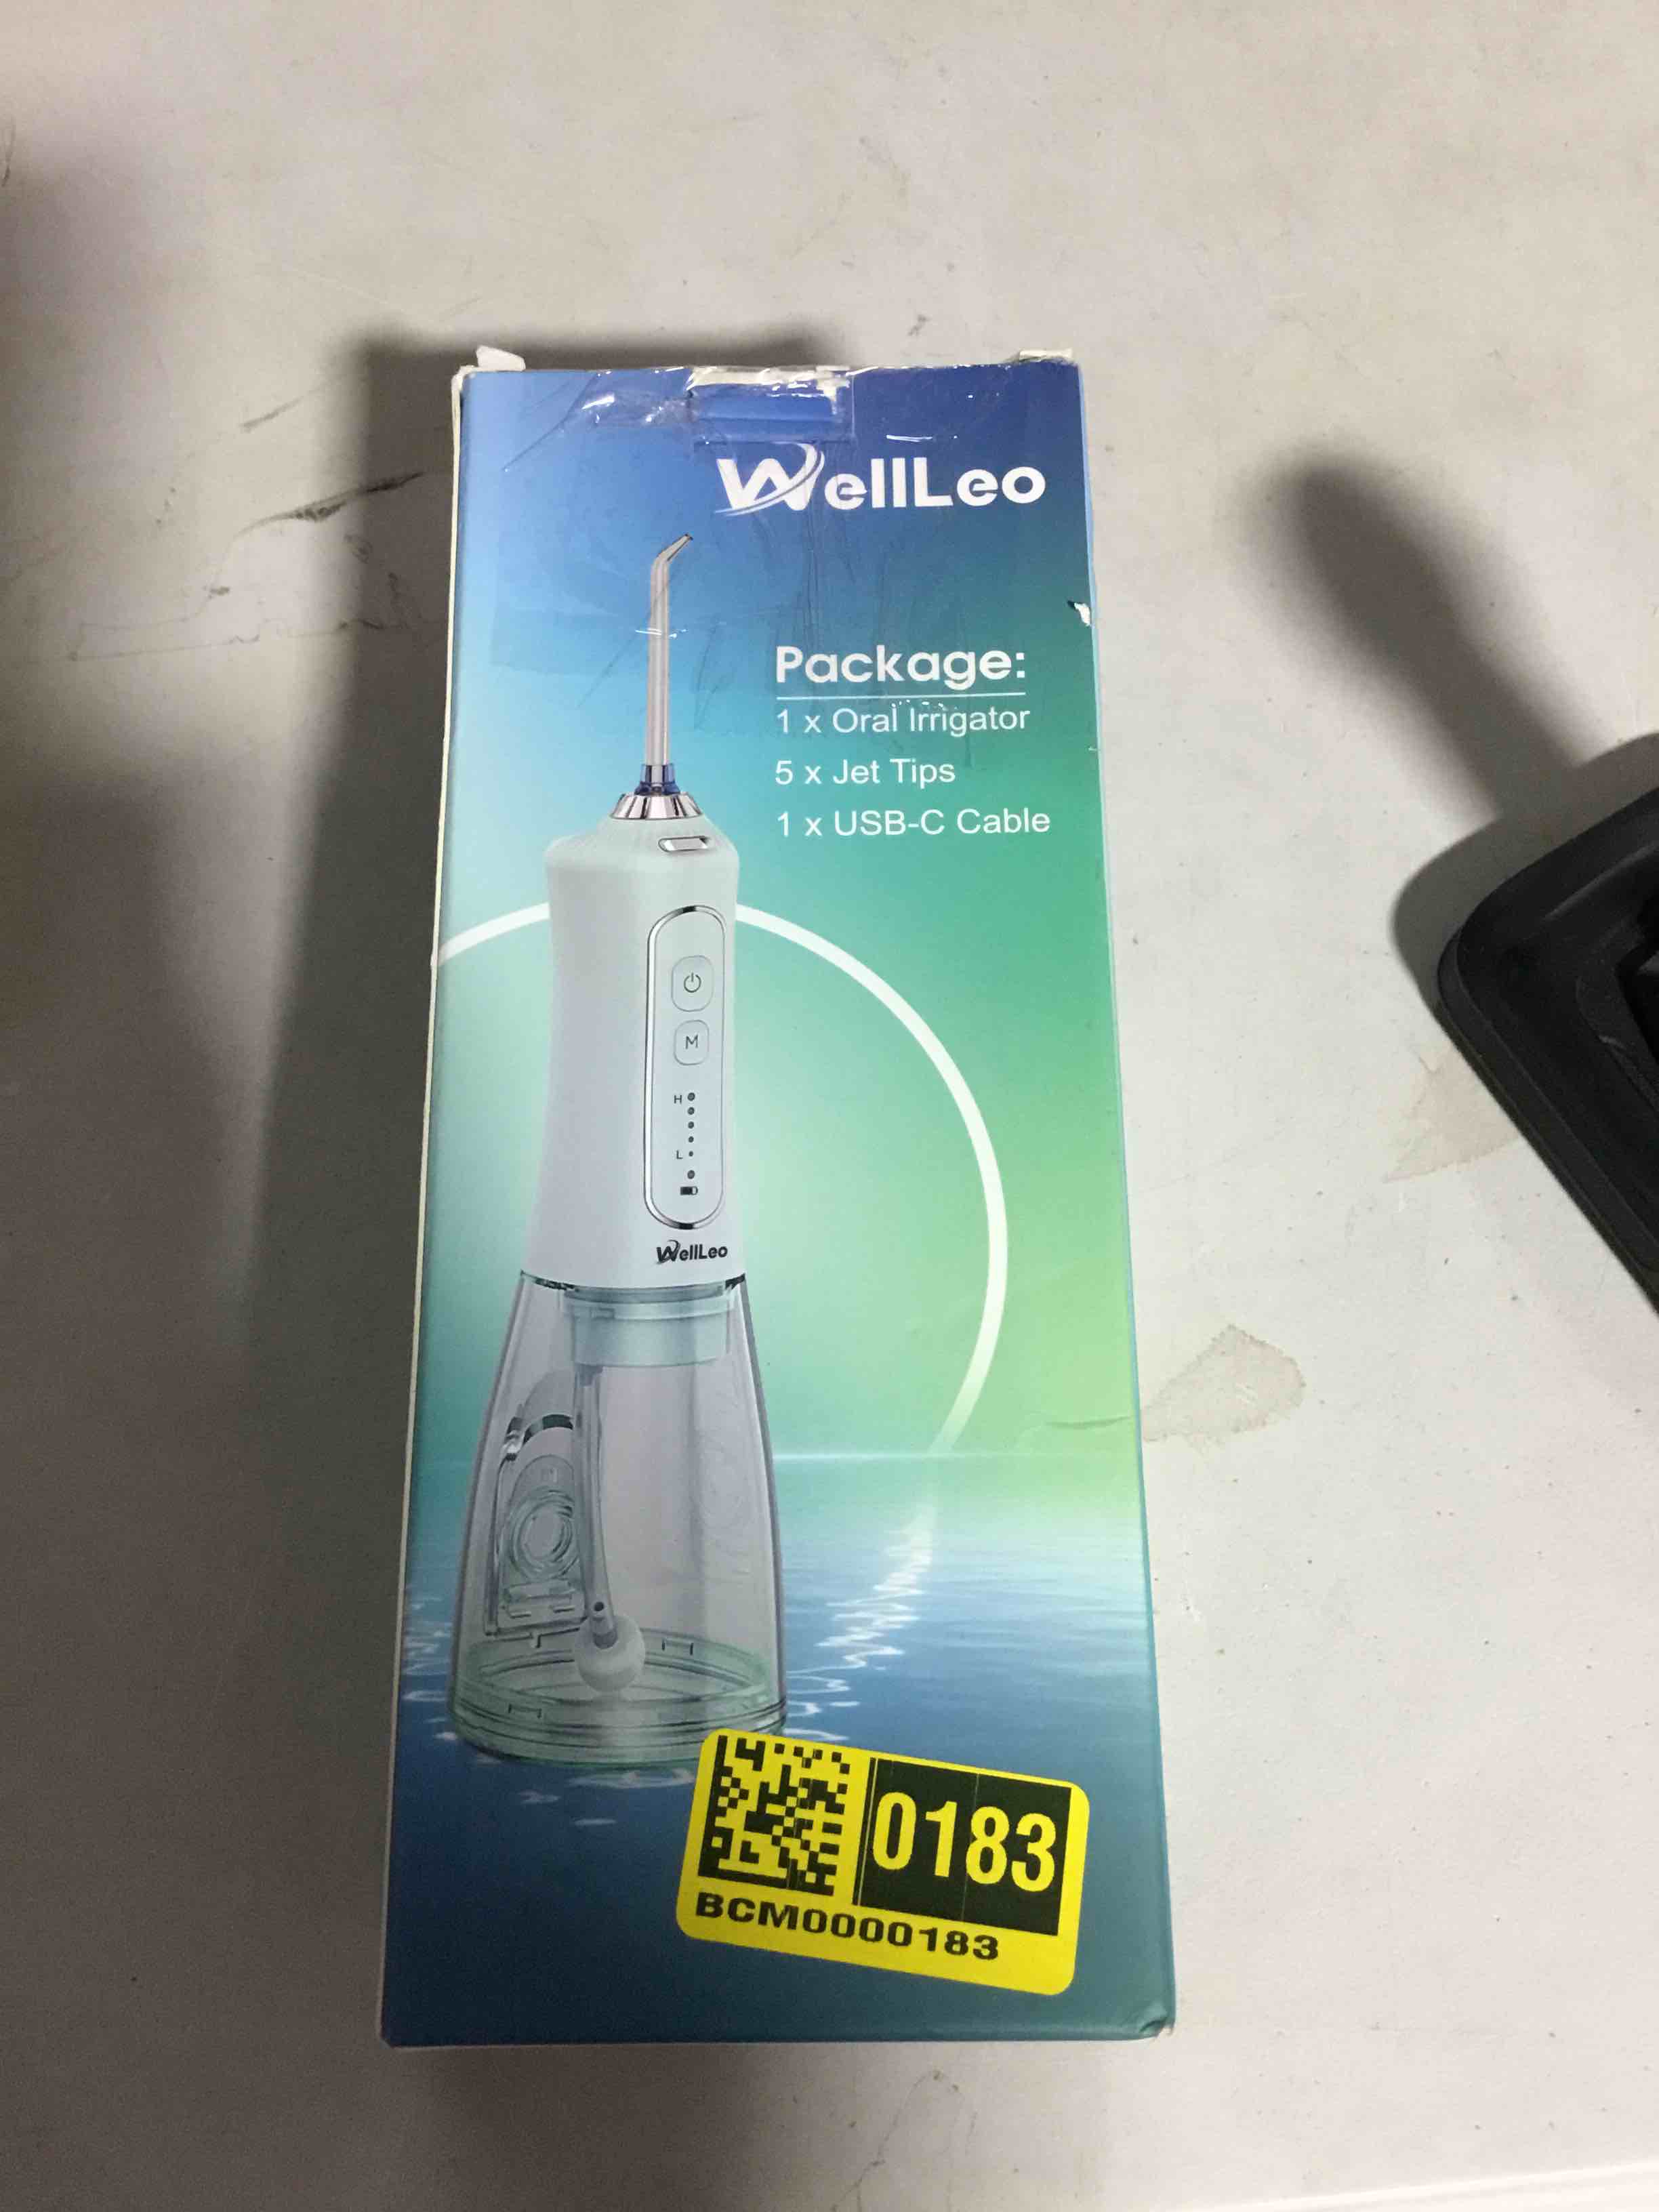 WellLeo
Package:
1 x Oral Irrigator
5 x Jet Tips
1 x USB-C Cable
M
H
L
WellLeo
0183
BCM0000183